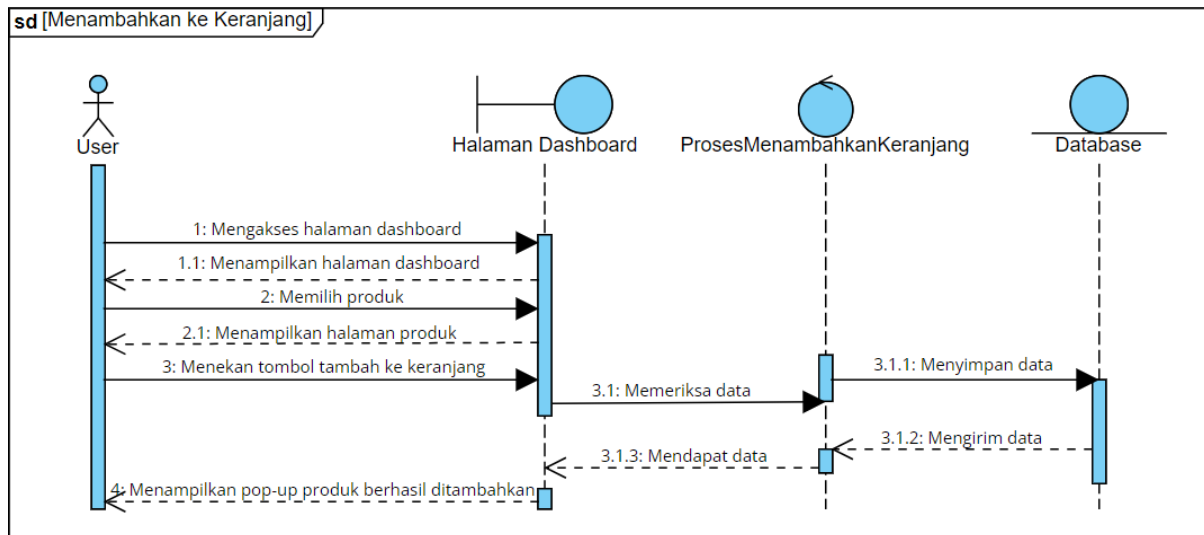 sd [Menambahkan ke Keranjang]
User
Halaman Dashboard
ProsesMenambahkanKeranjang
Database
1: Mengakses halaman dashboard
1.1: Menampilkan halaman dashboard
2: Memilih produk
2.1: Menampilkan halaman produk
3: Menekan tombol tambah ke keranjang
3.1: Memeriksa data
3.1.1: Menyimpan data
3.1.2: Mengirim data
3.1.3: Mendapat data
4: Menampilkan pop-up produk berhasil ditambahkan